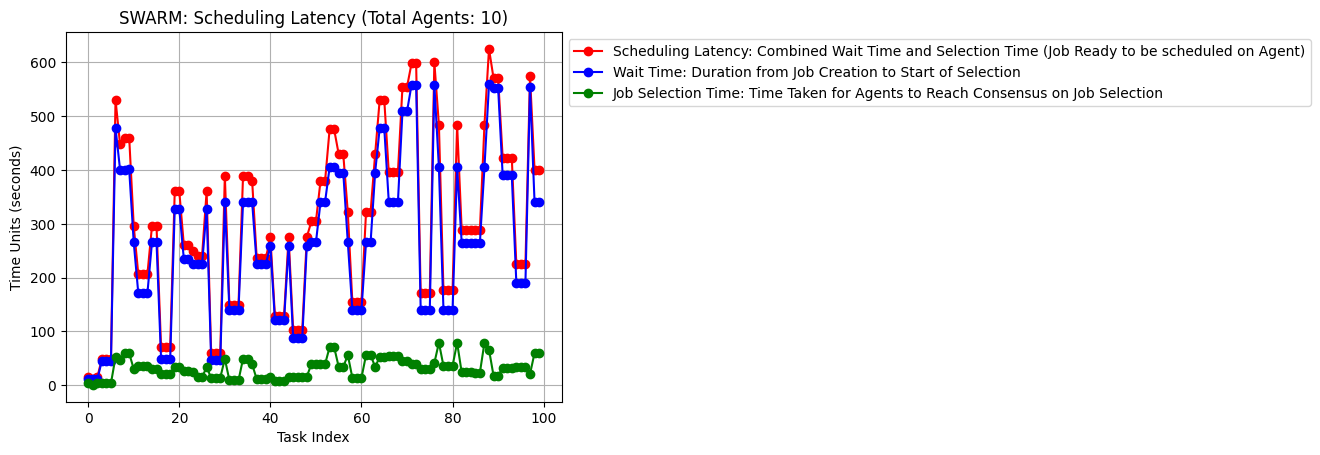 SWARM: Scheduling Latency (Total Agents: 10)
Scheduling Latency: Combined Wait Time and Selection Time (Job Ready to be scheduled on Agent)
Wait Time: Duration from Job Creation to Start of Selection
Job Selection Time: Time Taken for Agents to Reach Consensus on Job Selection
Time Units (seconds)
600
500
400
300
200
100
0
0 20 40 60 80 100
Task Index